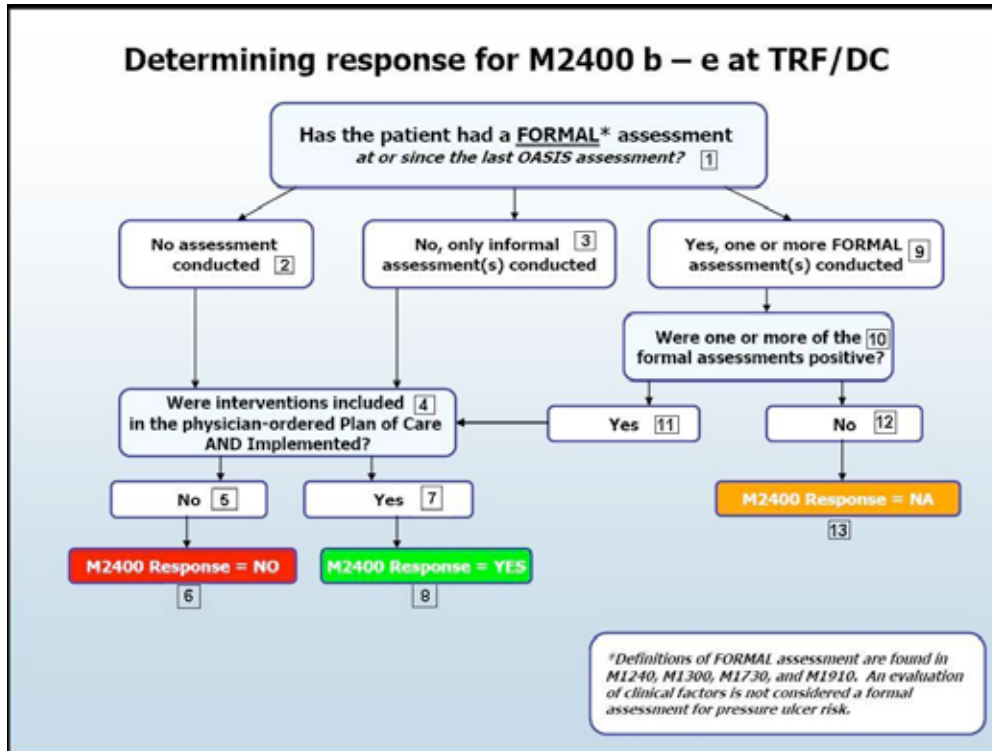 Determining response for M2400 b – e at TRF/DC
Has the patient had a FORMAL* assessment
at or since the last OASIS assessment? 1
No assessment
conducted 2
No, only informal 3
assessment(s) conducted
Yes, one or more FORMAL 9
assessment(s) conducted
Were one or more of the 10
formal assessments positive?
Were interventions included 4
in the physician-ordered Plan of Care
AND Implemented?
Yes 11
No 12
No 5
Yes 7
M2400 Response = NA
13
M2400 Response = NO
6
M2400 Response = YES
8
*Definitions of FORMAL assessment are found in
M1240, M1300, M1730, and M1910. An evaluation
of clinical factors is not considered a formal
assessment for pressure ulcer risk.